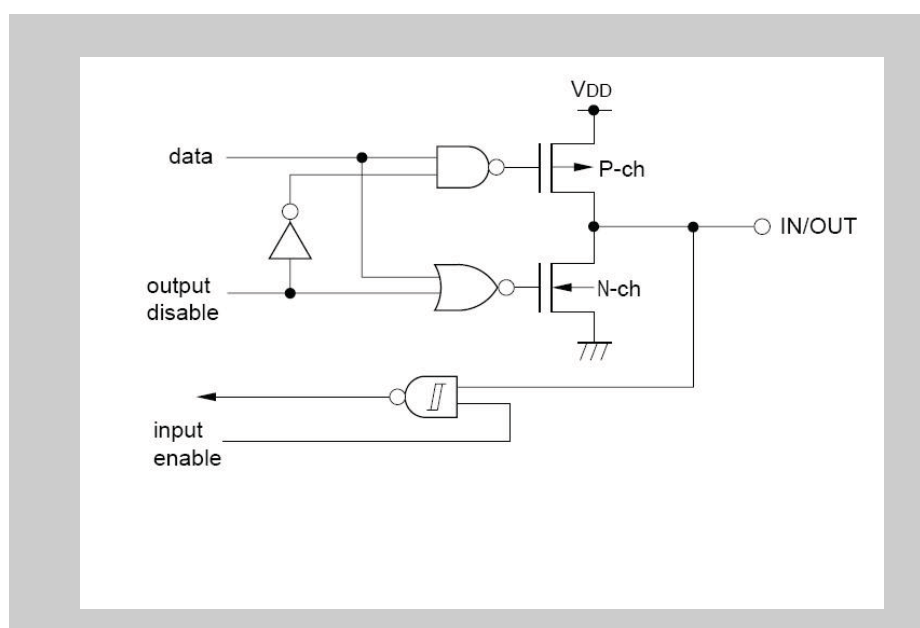 VDD
data
P-ch
IN/OUT
output
disable
N-ch
input
enable